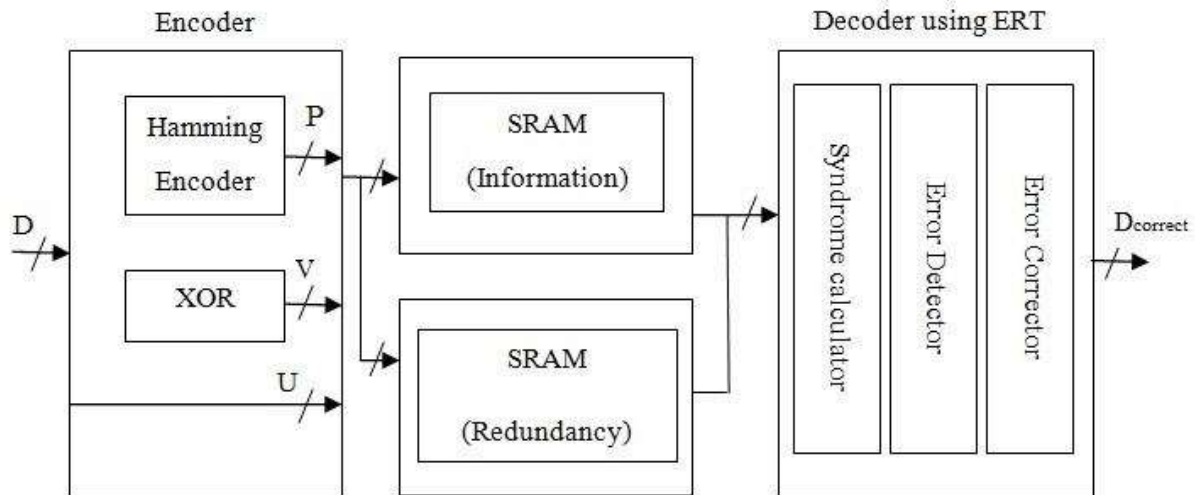 Encoder
Decoder using ERT
D
Hamming
Encoder
P
XOR
V
U
SRAM
(Information)
SRAM
(Redundancy)
Syndrome calculator
Error Detector
Error Corrector
Dcorrect